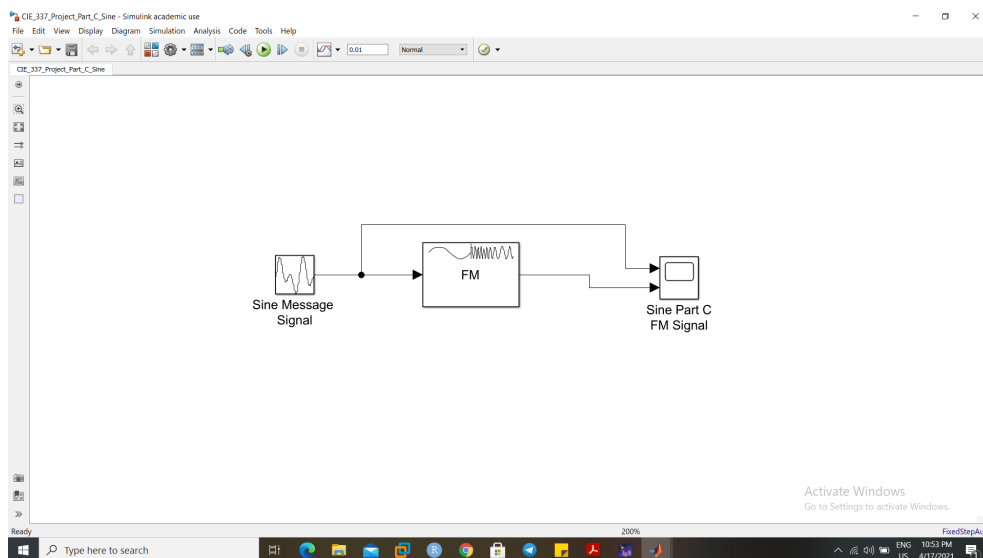 CIE_337_Project_Part_C_Sine - Simulink academic use
File Edit View Display Diagram Simulation Analysis Code Tools Help
0.01 Normal
CIE_337_Project_Part_C_Sine
FM
Sine Message
Signal
Sine Part C
FM Signal
Activate Windows
Go to Settings to activate Windows.
Ready 200% FixedStepAu
Type here to search
ENG 10:53 PM
US 4/17/2021